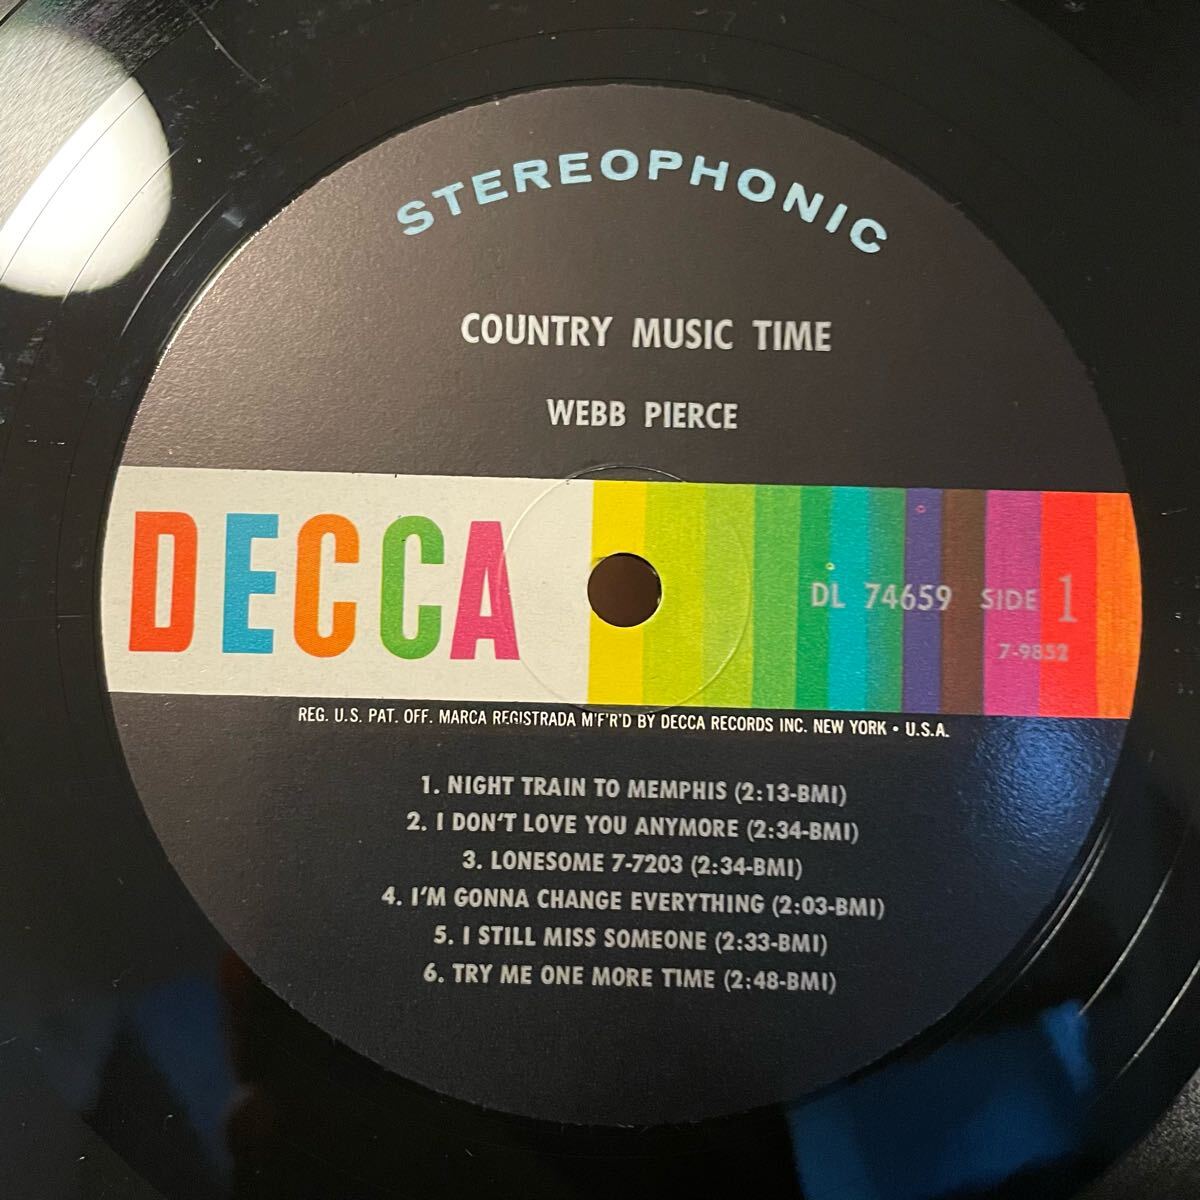 STEREOPHONIC
COUNTRY MUSIC TIME
WEBB PIERCE
DECCA
DL 74659 SIDE 1
7-9852
REG. U.S. PAT. OFF. MARCA REGISTRADA M'F'R'D BY DECCA RECORDS INC. NEW YORK • U.S.A.
1. NIGHT TRAIN TO MEMPHIS (2:13-BMI)
2. I DON'T LOVE YOU ANYMORE (2:34-BMI)
3. LONESOME 7-7203 (2:34-BMI)
4. I'M GONNA CHANGE EVERYTHING (2:03-BMI)
5. I STILL MISS SOMEONE (2:33-BMI)
6. TRY ME ONE MORE TIME (2:48-BMI)